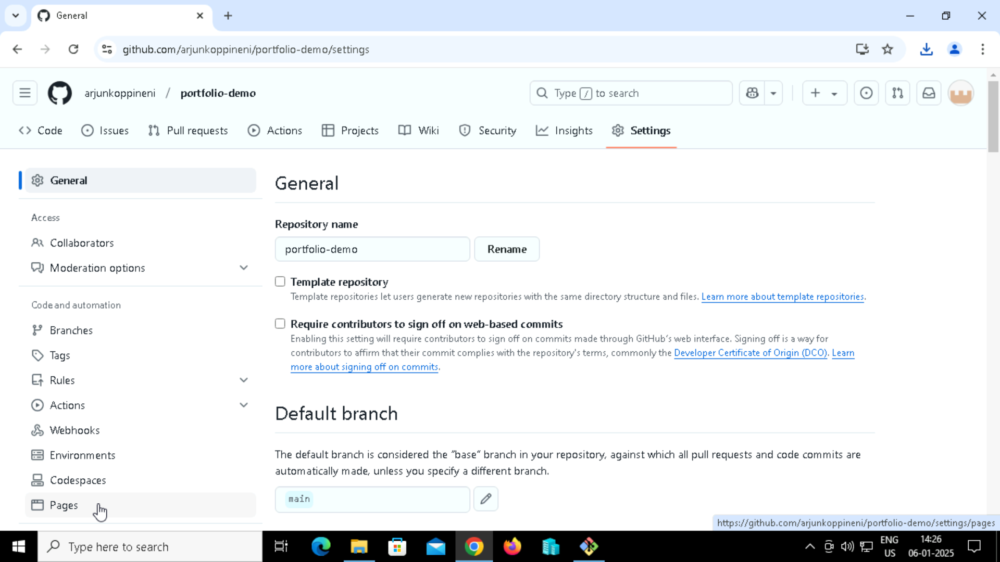 General
github.com/arjunkoppineni/portfolio-demo/settings
arjunkoppineni / portfolio-demo
Type / to search
Code
Issues
Pull requests
Actions
Projects
Wiki
Security
Insights
Settings
General
Access
Collaborators
Moderation options
Code and automation
Branches
Tags
Rules
Actions
Webhooks
Environments
Codespaces
Pages
General
Repository name
portfolio-demo
Rename
Template repository
Template repositories let users generate new repositories with the same directory structure and files. Learn more about template repositories.
Require contributors to sign off on web-based commits
Enabling this setting will require contributors to sign off on commits made through GitHub's web interface. Signing off is a way for
contributors to affirm that their commit complies with the repository's terms, commonly the Developer Certificate of Origin (DCO). Learn
more about signing off on commits.
Default branch
The default branch is considered the "base" branch in your repository, against which all pull requests and code commits are
automatically made, unless you specify a different branch.
main
https://github.com/arjunkoppineni/portfolio-demo/settings/pages
Type here to search
ENG
US
14:26
06-01-2025